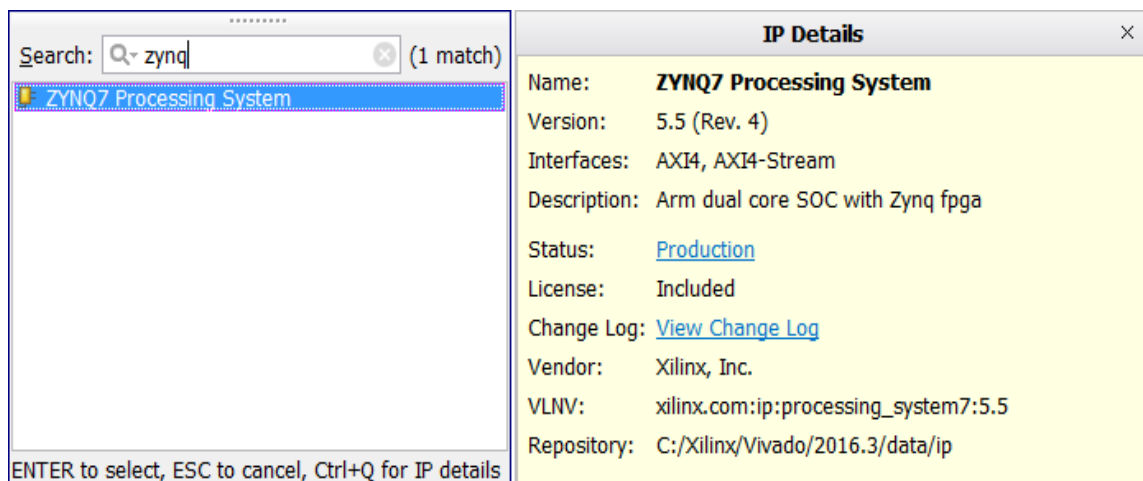 Search: zynq (1 match)
ZYNQ7 Processing System
ENTER to select, ESC to cancel, Ctrl+Q for IP details
IP Details
Name: ZYNQ7 Processing System
Version: 5.5 (Rev. 4)
Interfaces: AXI4, AXI4-Stream
Description: Arm dual core SOC with Zynq fpga
Status: Production
License: Included
Change Log: View Change Log
Vendor: Xilinx, Inc.
VLNV: xilinx.com:ip:processing_system7:5.5
Repository: C:/Xilinx/Vivado/2016.3/data/ip